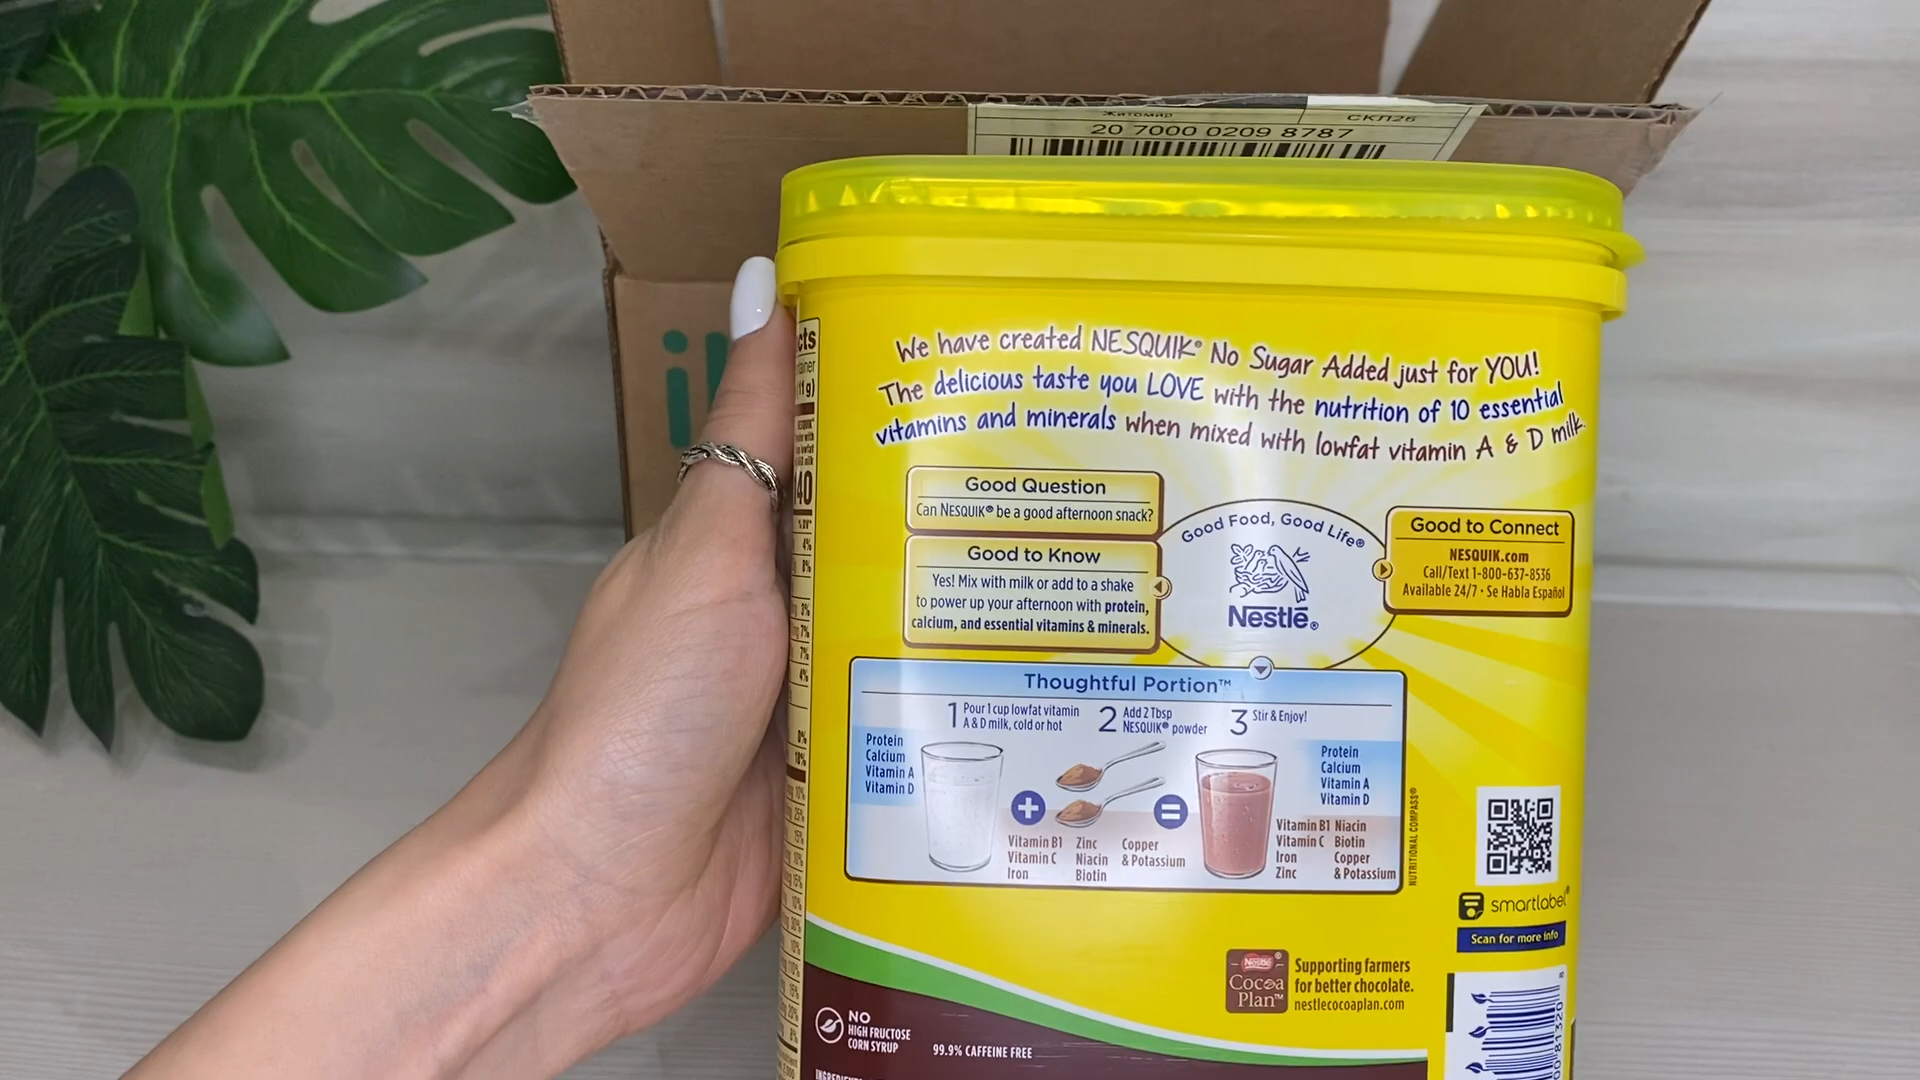 Житомир
СКЛ26
20 7000 0209 8787
We have created NESQUIK® No Sugar Added just for YOU!
The delicious taste you LOVE with the nutrition of 10 essential
vitamins and minerals when mixed with lowfat vitamin A & D milk.
Good Question
Can NESQUIK® be a good afternoon snack?
Good to Know
Yes! Mix with milk or add to a shake
to power up your afternoon with protein,
calcium, and essential vitamins & minerals.
Good Food, Good Life®
Nestlé®
Good to Connect
NESQUIK.com
Call/Text 1-800-637-8536
Available 24/7 • Se Habla Español
Thoughtful Portion™
1 Pour 1 cup lowfat vitamin
A & D milk, cold or hot
2 Add 2 Tbsp
NESQUIK® powder
3 Stir & Enjoy!
Protein
Calcium
Vitamin A
Vitamin D
+
Vitamin B1
Vitamin C
Iron
Zinc
Niacin
Biotin
Copper
& Potassium
=
Protein
Calcium
Vitamin A
Vitamin D
Vitamin B1
Vitamin C
Iron
Zinc
Niacin
Biotin
Copper
& Potassium
NUTRITIONAL COMPASS®
smartlabel®
Scan for more info
Nestlé®
Cocoa
Plan™
Supporting farmers
for better chocolate.
nestlecocoaplan.com
NO
HIGH FRUCTOSE
CORN SYRUP
99.9% CAFFEINE FREE